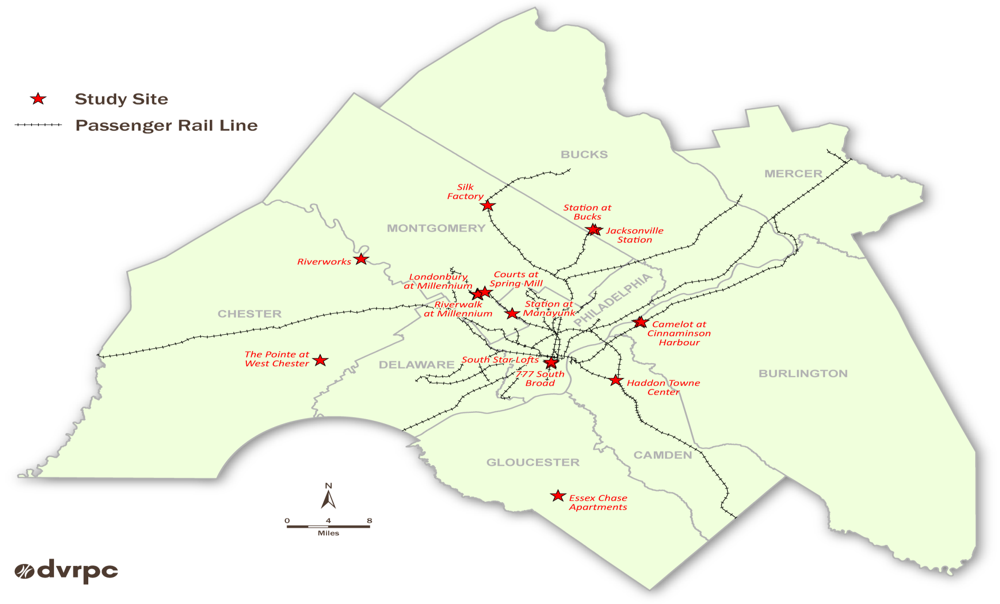 Study Site
Passenger Rail Line
BUCKS
MERCER
Silk
Factory
Station at
Bucks
Jacksonville
Station
MONTGOMERY
Riverworks
Londonbury
at Millennium
Courts at
Spring Mill
Riverwalk
at Millennium
Station at
Manayunk
PHILADELPHIA
CHESTER
Camelot at
Cinnaminson
Harbour
The Pointe at
West Chester
DELAWARE
South Star Lofts
777 South
Broad
Haddon Towne
Center
BURLINGTON
GLOUCESTER
CAMDEN
Essex Chase
Apartments
N
0 4 8
Miles
dvrpc